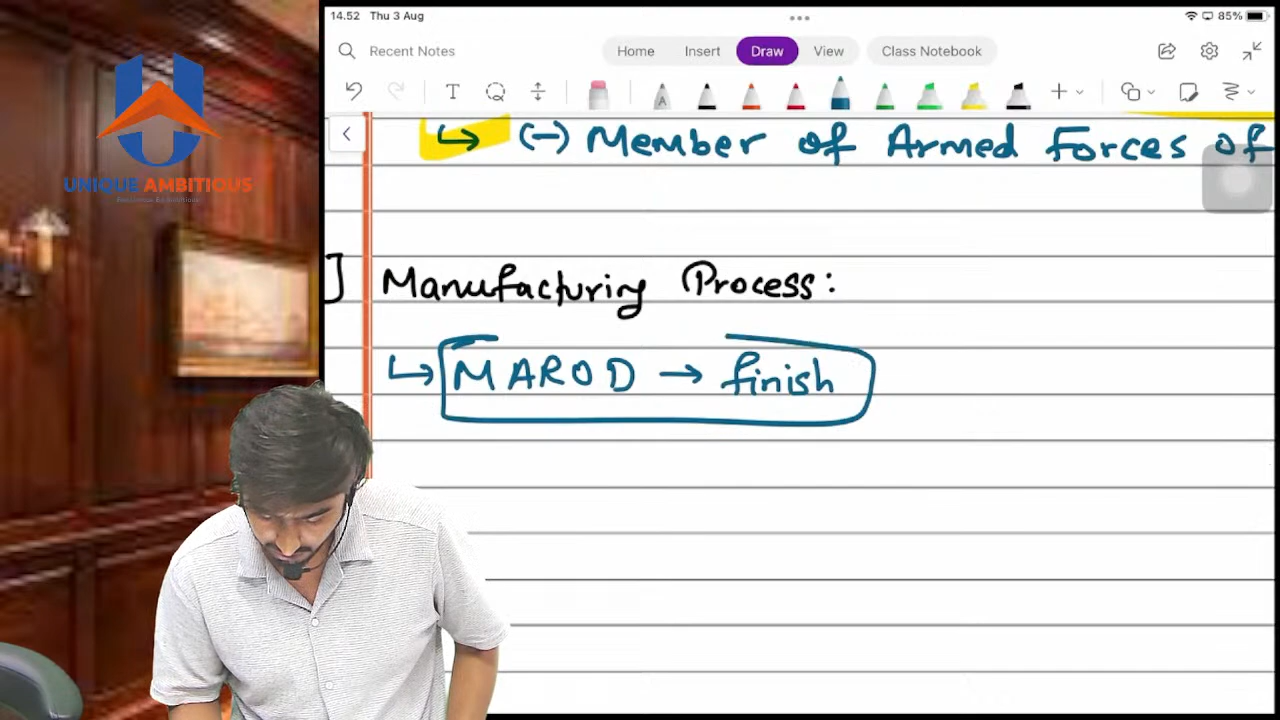 14.52 Thu 3 Aug
85%
Recent Notes
Home Insert Draw View Class Notebook
↳ (-) Member of Armed Forces of
] Manufacturing Process:
↳ MAROD → finish
UNIQUE AMBITIOUS